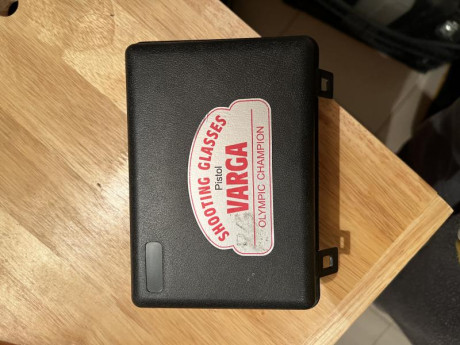 SHOOTING GLASSES
Pistol
VARGA
OLYMPIC CHAMPION